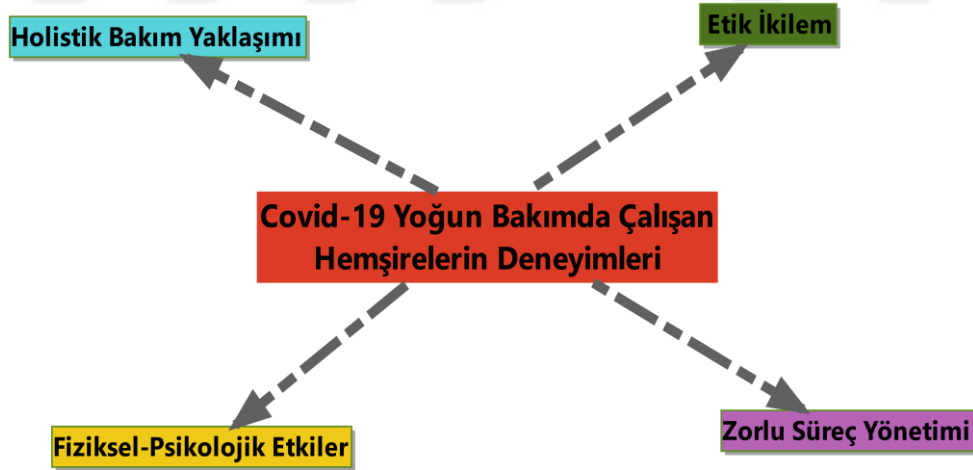 Holistik Bakım Yaklaşımı
Etik İkilem
Covid-19 Yoğun Bakımda Çalışan
Hemşirelerin Deneyimleri
Fiziksel-Psikolojik Etkiler
Zorlu Süreç Yönetimi